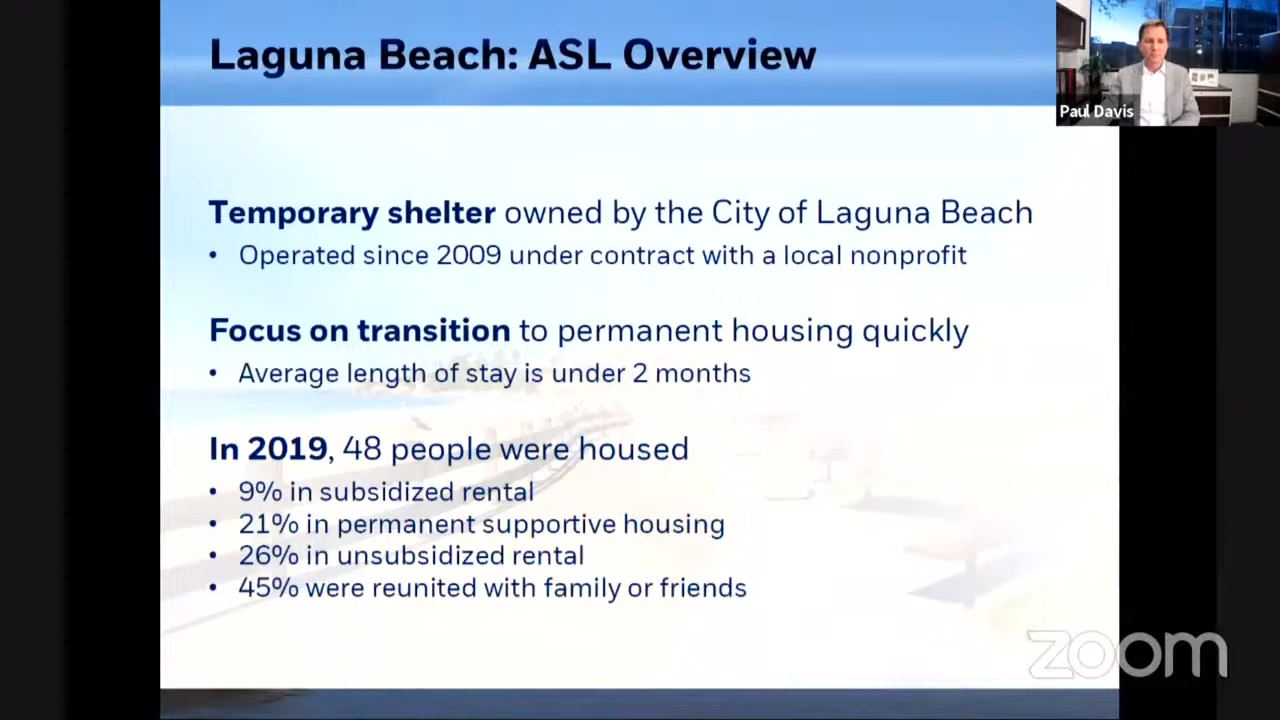 Laguna Beach: ASL Overview
Paul Davis
Temporary shelter owned by the City of Laguna Beach
• Operated since 2009 under contract with a local nonprofit
Focus on transition to permanent housing quickly
• Average length of stay is under 2 months
In 2019, 48 people were housed
• 9% in subsidized rental
• 21% in permanent supportive housing
• 26% in unsubsidized rental
• 45% were reunited with family or friends
zoom